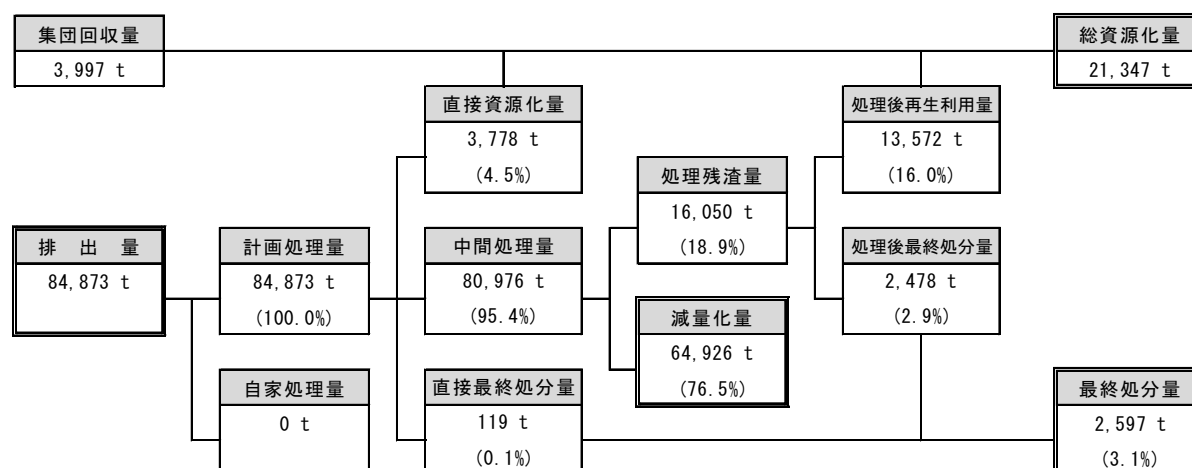 集団回収量
3,997 t
総資源化量
21,347 t
直接資源化量
3,778 t
(4.5%)
処理後再生利用量
13,572 t
(16.0%)
処理残渣量
16,050 t
(18.9%)
排 出 量
84,873 t
計画処理量
84,873 t
(100.0%)
中間処理量
80,976 t
(95.4%)
処理後最終処分量
2,478 t
(2.9%)
減量化量
64,926 t
(76.5%)
自家処理量
0 t
直接最終処分量
119 t
(0.1%)
最終処分量
2,597 t
(3.1%)